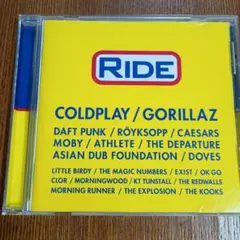 RIDE
COLDPLAY / GORILLAZ
DAFT PUNK / RÖYKSOPP / CAESARS
MOBY / ATHLETE / THE DEPARTURE
ASIAN DUB FOUNDATION / DOVES
LITTLE BIRDY / THE MAGIC NUMBERS / EXIST / OK GO
CLOR / MORNINGWOOD / KT TUNSTALL / THE REDWALLS
MORNING RUNNER / THE EXPLOSION / THE KOOKS